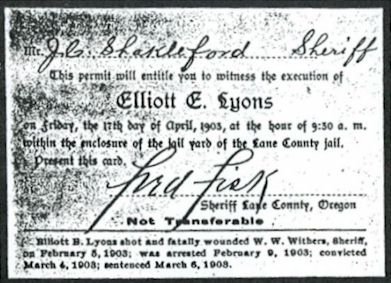 Mr. J. C. Shakleford Sheriff
This permit will entitle you to witness the execution of
Elliott E. Lyons
on Friday, the 17th day of April, 1903, at the hour of 9:30 a. m.
within the enclosure of the jail yard of the Lane County jail.
Present this card.
Fred Fisk
Sheriff Lane County, Oregon
Not Transferable
Elliott B. Lyons shot and fatally wounded W. W. Withers, Sheriff,
on February 5, 1903; was arrested February 9, 1903; convicted
March 4, 1903; sentenced March 6, 1903.